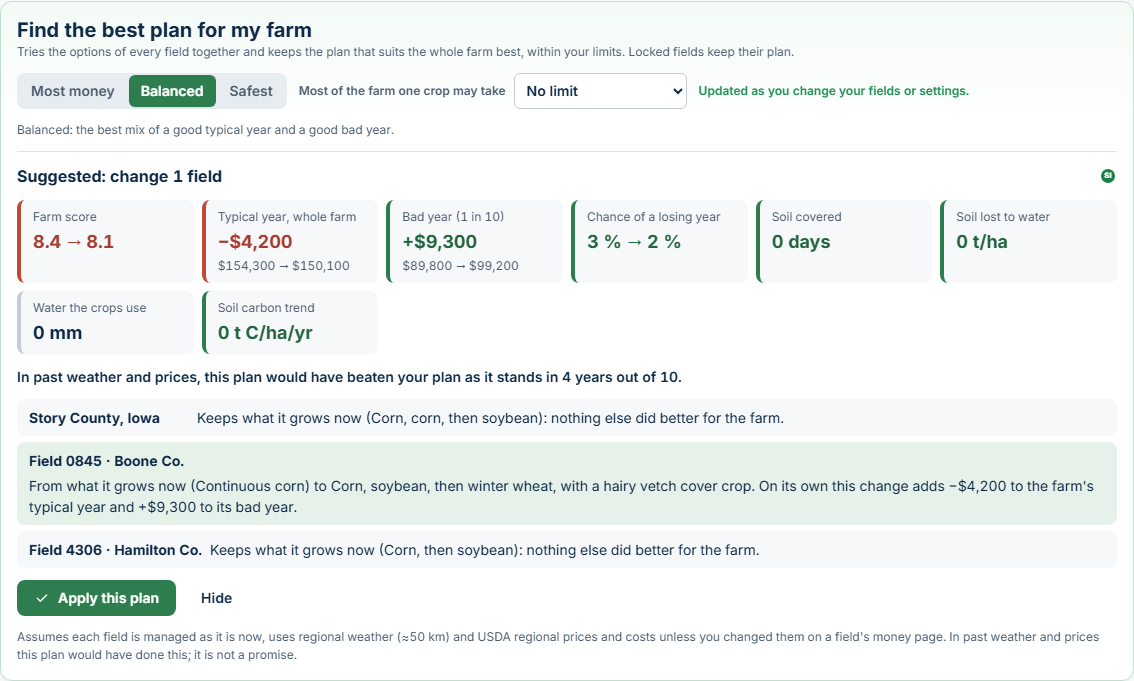 Find the best plan for my farm
Tries the options of every field together and keeps the plan that suits the whole farm best, within your limits. Locked fields keep their plan.
Most money Balanced Safest Most of the farm one crop may take No limit Updated as you change your fields or settings.
Balanced: the best mix of a good typical year and a good bad year.
Suggested: change 1 field
SI
Farm score
8.4 → 8.1
Typical year, whole farm
−$4,200
$154,300 → $150,100
Bad year (1 in 10)
+$9,300
$89,800 → $99,200
Chance of a losing year
3 % → 2 %
Soil covered
0 days
Soil lost to water
0 t/ha
Water the crops use
0 mm
Soil carbon trend
0 t C/ha/yr
In past weather and prices, this plan would have beaten your plan as it stands in 4 years out of 10.
Story County, Iowa Keeps what it grows now (Corn, corn, then soybean): nothing else did better for the farm.
Field 0845 · Boone Co.
From what it grows now (Continuous corn) to Corn, soybean, then winter wheat, with a hairy vetch cover crop. On its own this change adds −$4,200 to the farm's
typical year and +$9,300 to its bad year.
Field 4306 · Hamilton Co. Keeps what it grows now (Corn, then soybean): nothing else did better for the farm.
✓ Apply this plan Hide
Assumes each field is managed as it is now, uses regional weather (≈50 km) and USDA regional prices and costs unless you changed them on a field's money page. In past weather and prices
this plan would have done this; it is not a promise.